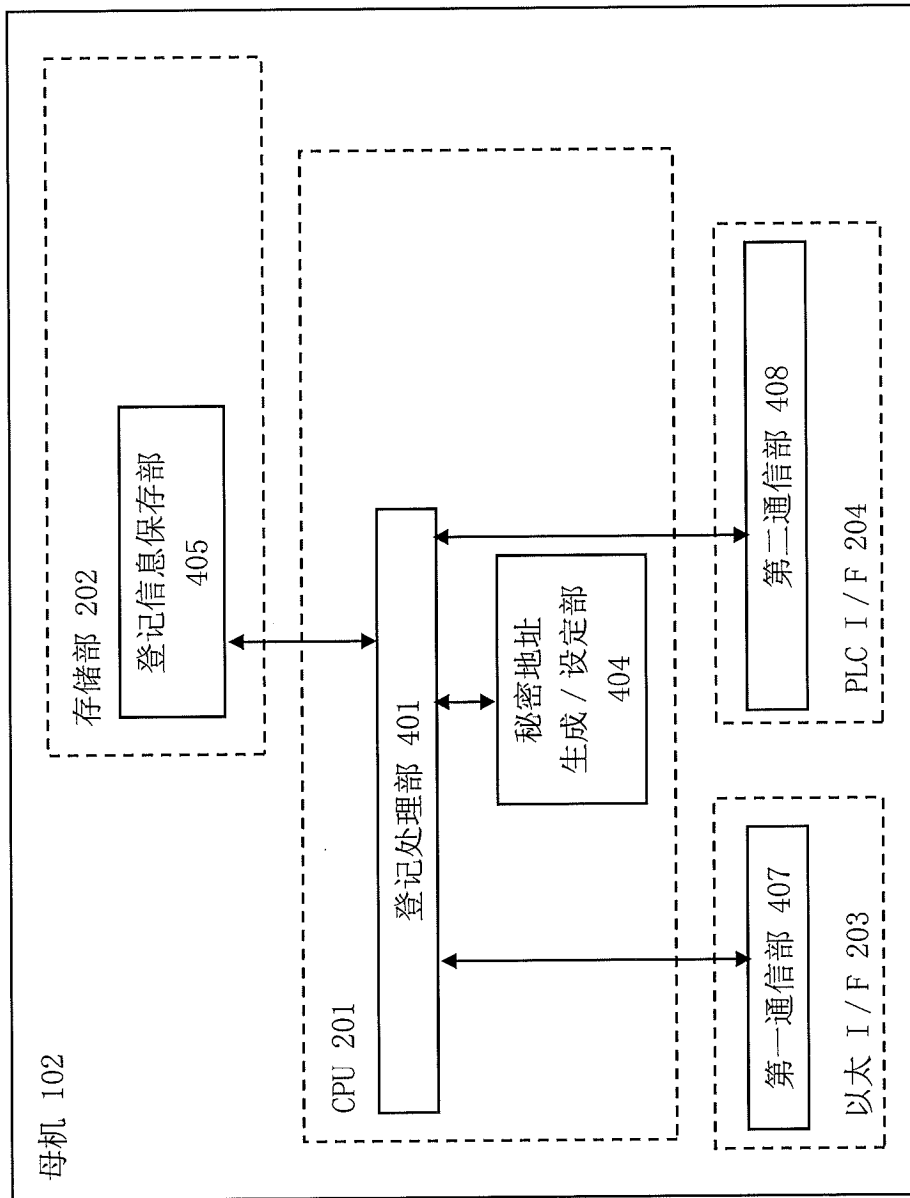 母机 102
存储部 202
登记信息保存部
405
CPU 201
登记处理部 401
秘密地址
生成／设定部
404
第一通信部 407
以太 I／F 203
第二通信部 408
PLC I／F 204